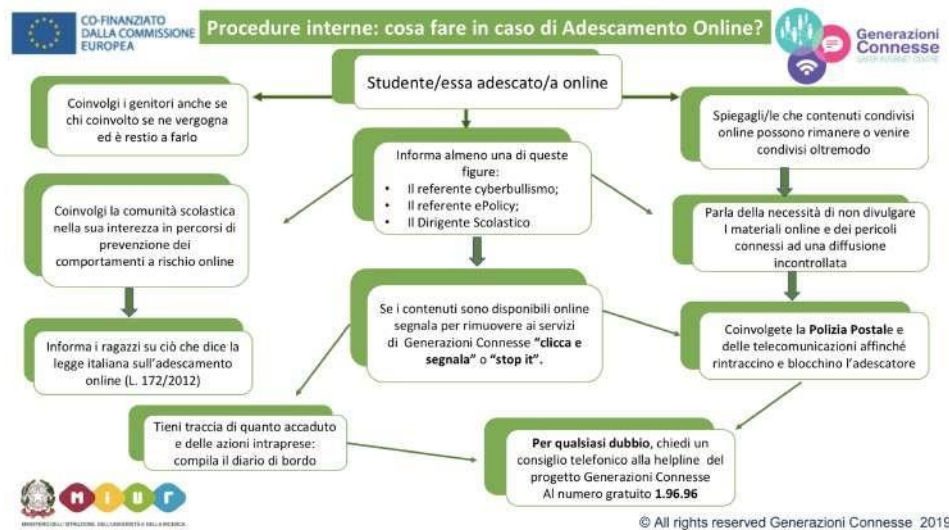 CO-FINANZIATO
DALLA COMMISSIONE
EUROPEA
Procedure interne: cosa fare in caso di Adescamento Online?
Generazioni
Connesse
SAFER INTERNET CENTRE
Studente/essa adescato/a online
Coinvolgi i genitori anche se
chi coinvolto se ne vergogna
ed è restio a farlo
Informa almeno una di queste
figure:
• Il referente cyberbullismo;
• Il referente ePolicy;
• Il Dirigente Scolastico
Spiegagli/le che contenuti condivisi
online possono rimanere o venire
condivisi oltremodo
Coinvolgi la comunità scolastica
nella sua interezza in percorsi di
prevenzione dei
comportamenti a rischio online
Parla della necessità di non divulgare
I materiali online e dei pericoli
connessi ad una diffusione
incontrollata
Se i contenuti sono disponibili online
segnala per rimuovere ai servizi
di Generazioni Connesse "clicca e
segnala" o "stop it".
Informa i ragazzi su ciò che dice la
legge italiana sull'adescamento
online (L. 172/2012)
Coinvolgete la Polizia Postale e
delle telecomunicazioni affinché
rintraccino e blocchino l'adescatore
Tieni traccia di quanto accaduto
e delle azioni intraprese:
compila il diario di bordo
Per qualsiasi dubbio, chiedi un
consiglio telefonico alla helpline del
progetto Generazioni Connesse
Al numero gratuito 1.96.96
miur
MINISTERO DELL'ISTRUZIONE, DELL'UNIVERSITÀ E DELLA RICERCA
© All rights reserved Generazioni Connesse 2019